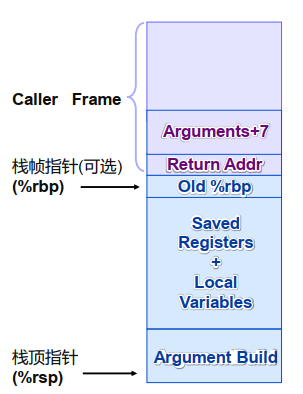 Caller Frame
Arguments+7
Return Addr
栈帧指针(可选)
(%rbp)
Old %rbp
Saved
Registers
+
Local
Variables
栈顶指针
(%rsp)
Argument Build